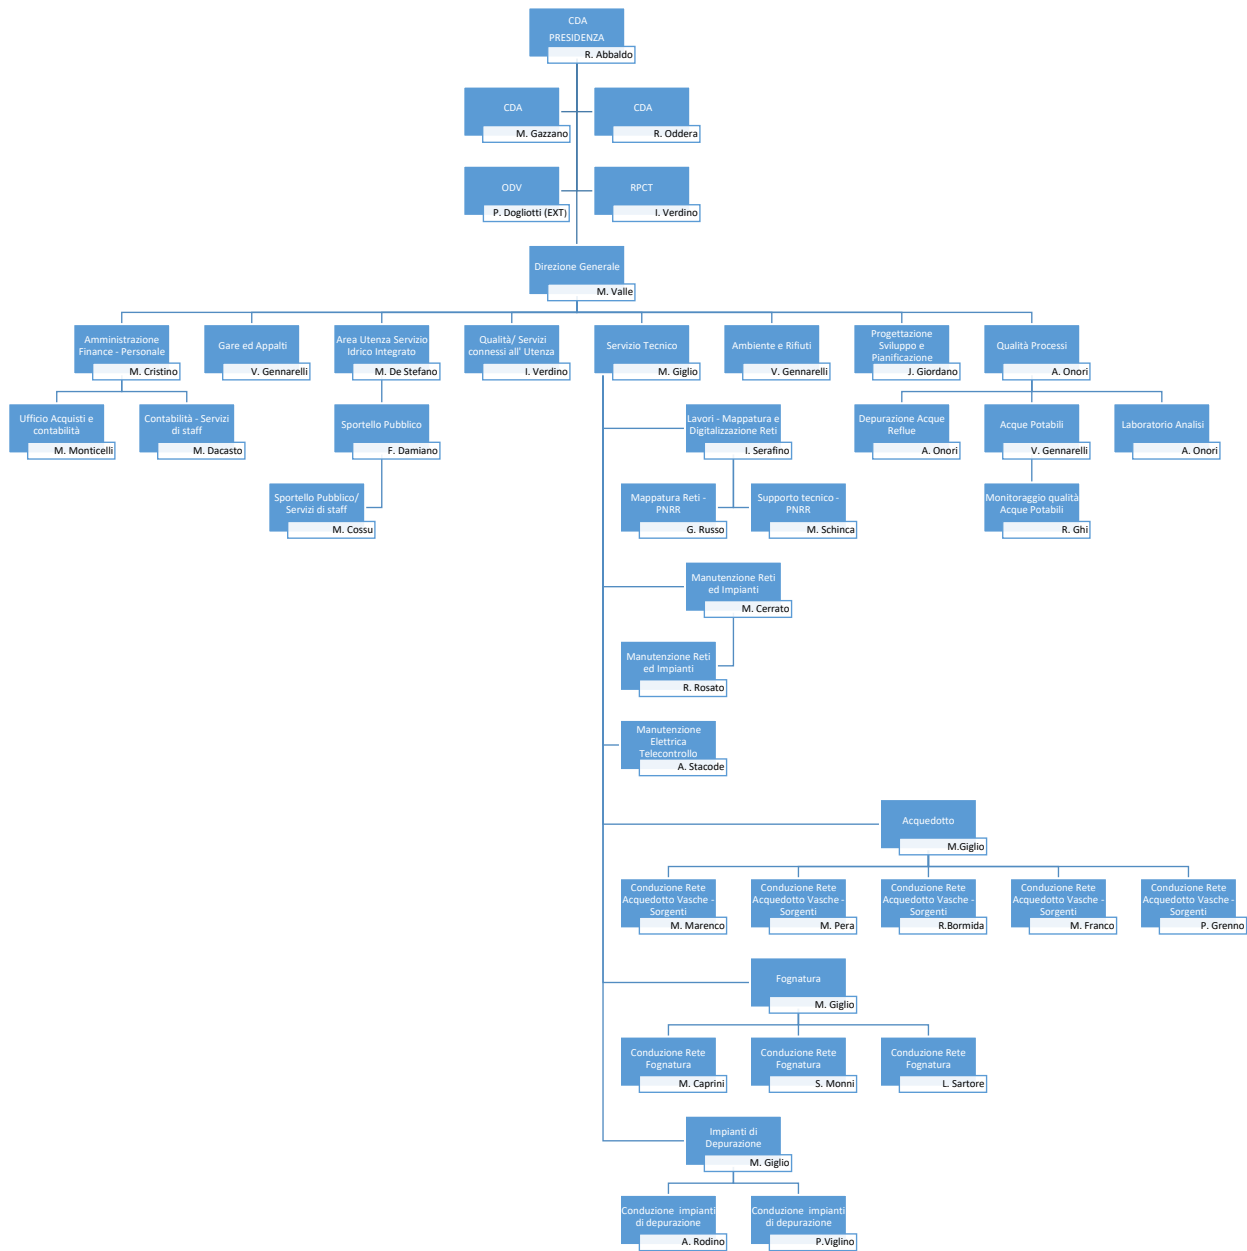 CDA
PRESIDENZA
R. Abbaldo
CDA
M. Gazzano
CDA
R. Oddera
ODV
P. Dogliotti (EXT)
RPCT
I. Verdino
Direzione Generale
M. Valle
Amministrazione
Finance - Personale
M. Cristino
Gare ed Appalti
V. Gennarelli
Area Utenza Servizio
Idrico Integrato
M. De Stefano
Qualità/ Servizi
connessi all' Utenza
I. Verdino
Servizio Tecnico
M. Giglio
Ambiente e Rifiuti
V. Gennarelli
Progettazione
Sviluppo e
Pianificazione
J. Giordano
Qualità Processi
A. Onori
Ufficio Acquisti e
contabilità
M. Monticelli
Contabilità - Servizi
di staff
M. Dacasto
Sportello Pubblico
F. Damiano
Lavori - Mappatura e
Digitalizzazione Reti
I. Serafino
Depurazione Acque
Reflue
A. Onori
Acque Potabili
V. Gennarelli
Laboratorio Analisi
A. Onori
Sportello Pubblico/
Servizi di staff
M. Cossu
Mappatura Reti -
PNRR
G. Russo
Supporto tecnico -
PNRR
M. Schinca
Monitoraggio qualità
Acque Potabili
R. Ghi
Manutenzione Reti
ed Impianti
M. Cerrato
Manutenzione Reti
ed Impianti
R. Rosato
Manutenzione
Elettrica
Telecontrollo
A. Stacode
Acquedotto
M.Giglio
Conduzione Rete
Acquedotto Vasche -
Sorgenti
M. Marenco
Conduzione Rete
Acquedotto Vasche -
Sorgenti
M. Pera
Conduzione Rete
Acquedotto Vasche -
Sorgenti
R.Bormida
Conduzione Rete
Acquedotto Vasche -
Sorgenti
M. Franco
Conduzione Rete
Acquedotto Vasche -
Sorgenti
P. Grenno
Fognatura
M. Giglio
Conduzione Rete
Fognatura
M. Caprini
Conduzione Rete
Fognatura
S. Monni
Conduzione Rete
Fognatura
L. Sartore
Impianti di
Depurazione
M. Giglio
Conduzione impianti
di depurazione
A. Rodino
Conduzione impianti
di depurazione
P.Viglino